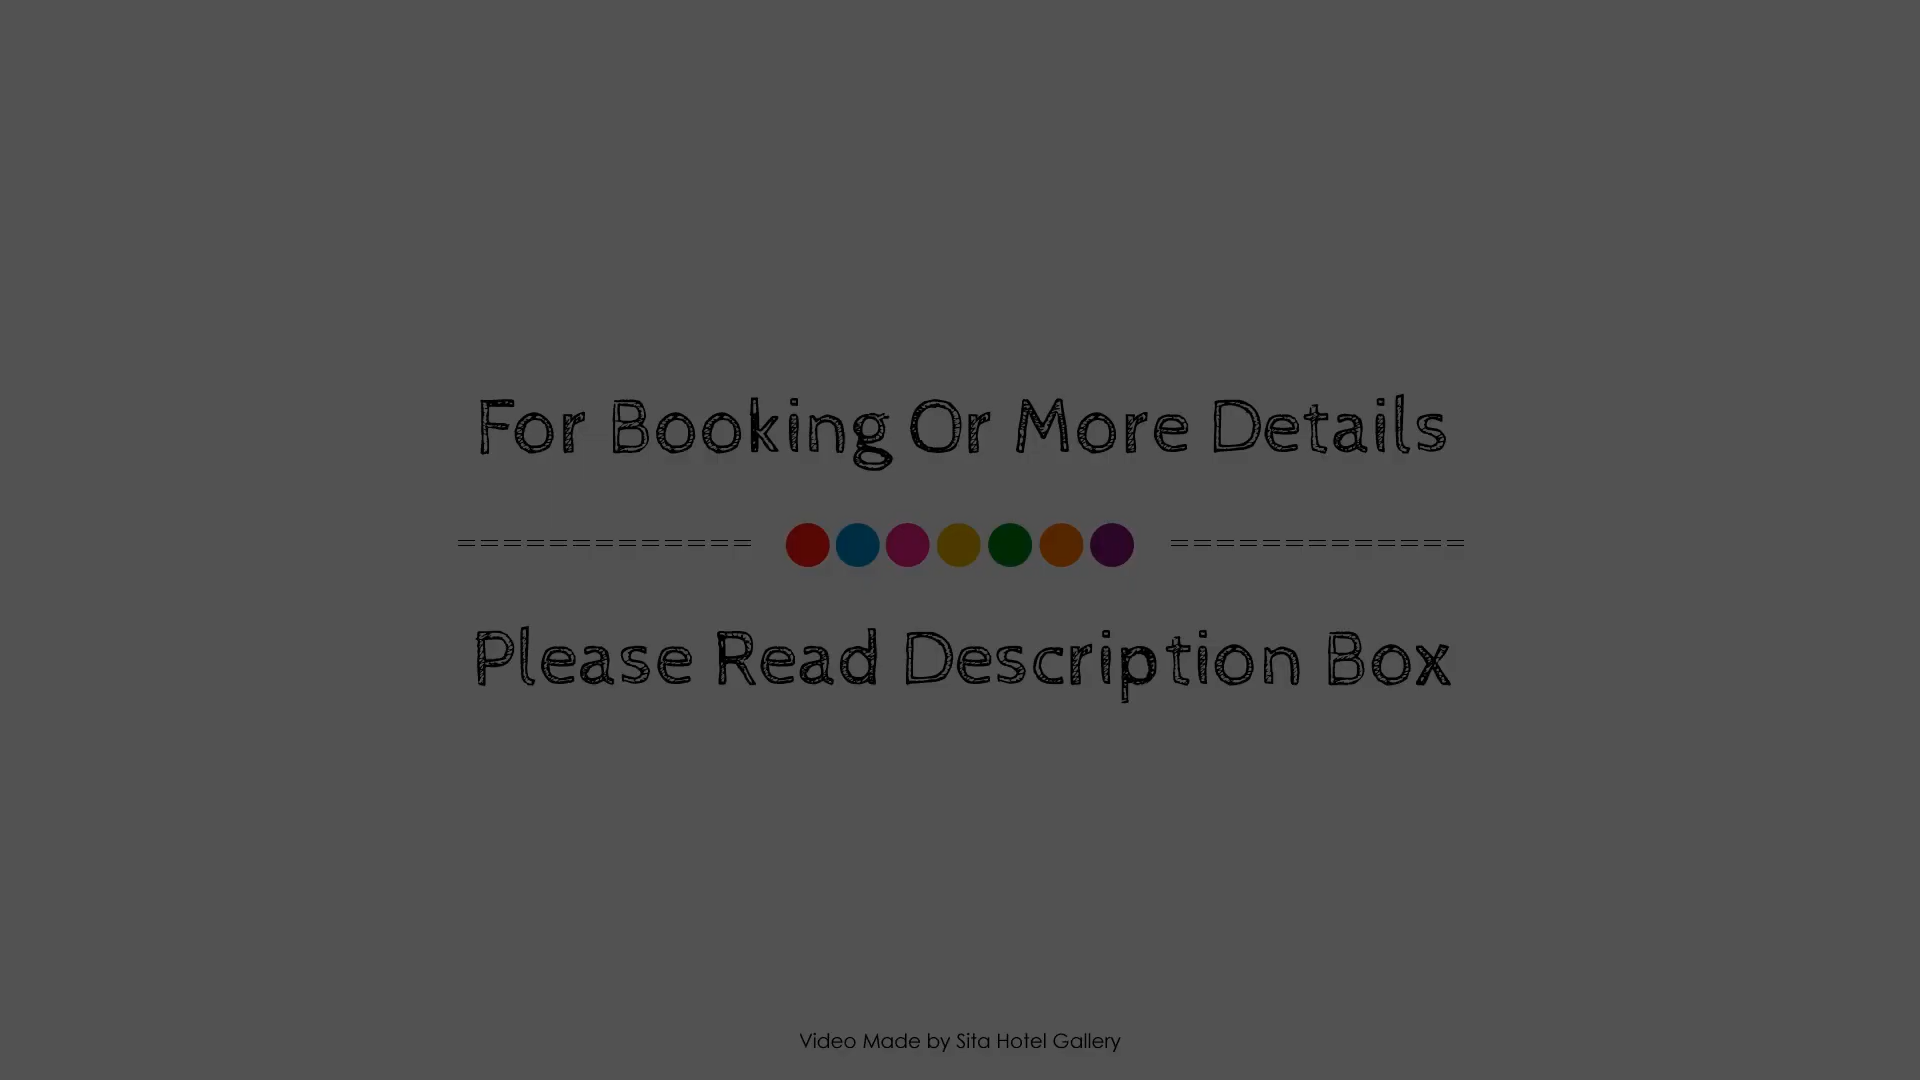 For Booking Or More Details
============= =============
Please Read Description Box
Video Made by Sita Hotel Gallery